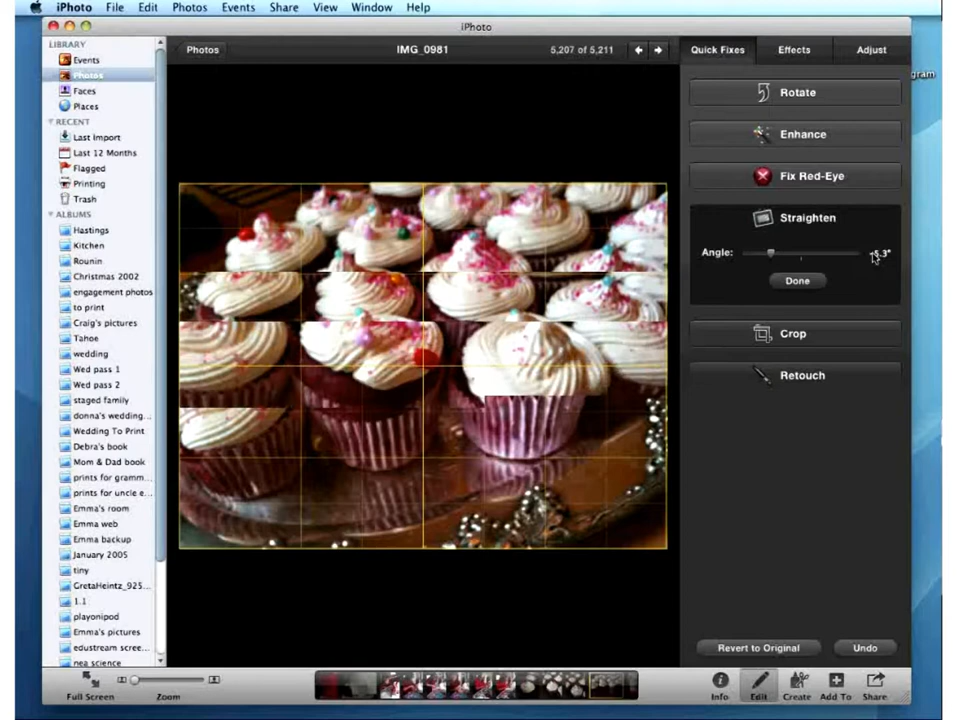 iPhoto File Edit Photos Events Share View Window Help
iPhoto
LIBRARY
Events
Photos
Faces
Places
RECENT
Last Import
Last 12 Months
Flagged
Printing
Trash
ALBUMS
Hastings
Kitchen
Rounin
Christmas 2002
engagement photos
to print
Craig's pictures
Tahoe
wedding
Wed pass 1
Wed pass 2
staged family
donna's wedding...
Wedding To Print
Debra's book
Mom & Dad book
prints for gramm...
prints for uncle e...
Emma's room
Emma web
Emma backup
January 2005
tiny
GretaHeintz_925...
1.1
playonipod
Emma's pictures
edustream scree...
nea science
Photos IMG_0981 5,207 of 5,211
Quick Fixes Effects Adjust
Rotate
Enhance
Fix Red-Eye
Straighten
Angle:
Done
Crop
Retouch
Revert to Original Undo
Full Screen Zoom Info Edit Create Add To Share
gram